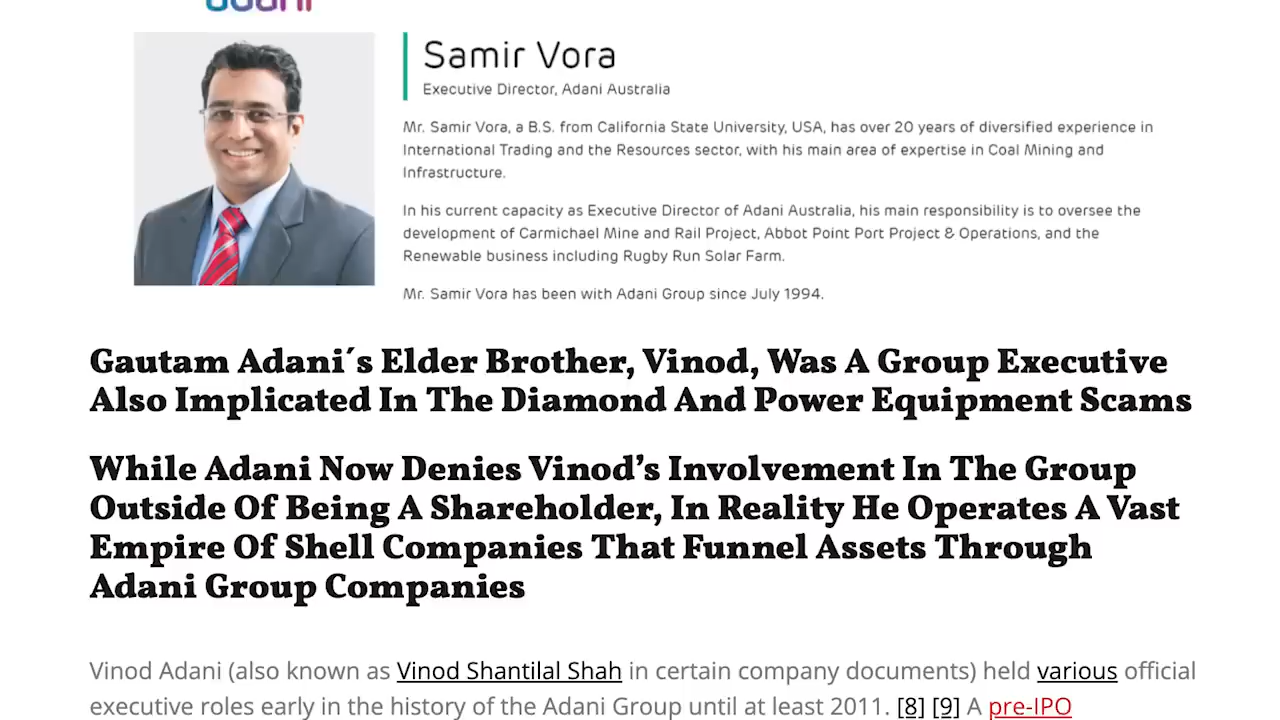 adani
Samir Vora
Executive Director, Adani Australia
Mr. Samir Vora, a B.S. from California State University, USA, has over 20 years of diversified experience in
International Trading and the Resources sector, with his main area of expertise in Coal Mining and
Infrastructure.
In his current capacity as Executive Director of Adani Australia, his main responsibility is to oversee the
development of Carmichael Mine and Rail Project, Abbot Point Port Project & Operations, and the
Renewable business including Rugby Run Solar Farm.
Mr. Samir Vora has been with Adani Group since July 1994.
Gautam Adani´s Elder Brother, Vinod, Was A Group Executive
Also Implicated In The Diamond And Power Equipment Scams
While Adani Now Denies Vinod’s Involvement In The Group
Outside Of Being A Shareholder, In Reality He Operates A Vast
Empire Of Shell Companies That Funnel Assets Through
Adani Group Companies
Vinod Adani (also known as Vinod Shantilal Shah in certain company documents) held various official
executive roles early in the history of the Adani Group until at least 2011. [8] [9] A pre-IPO